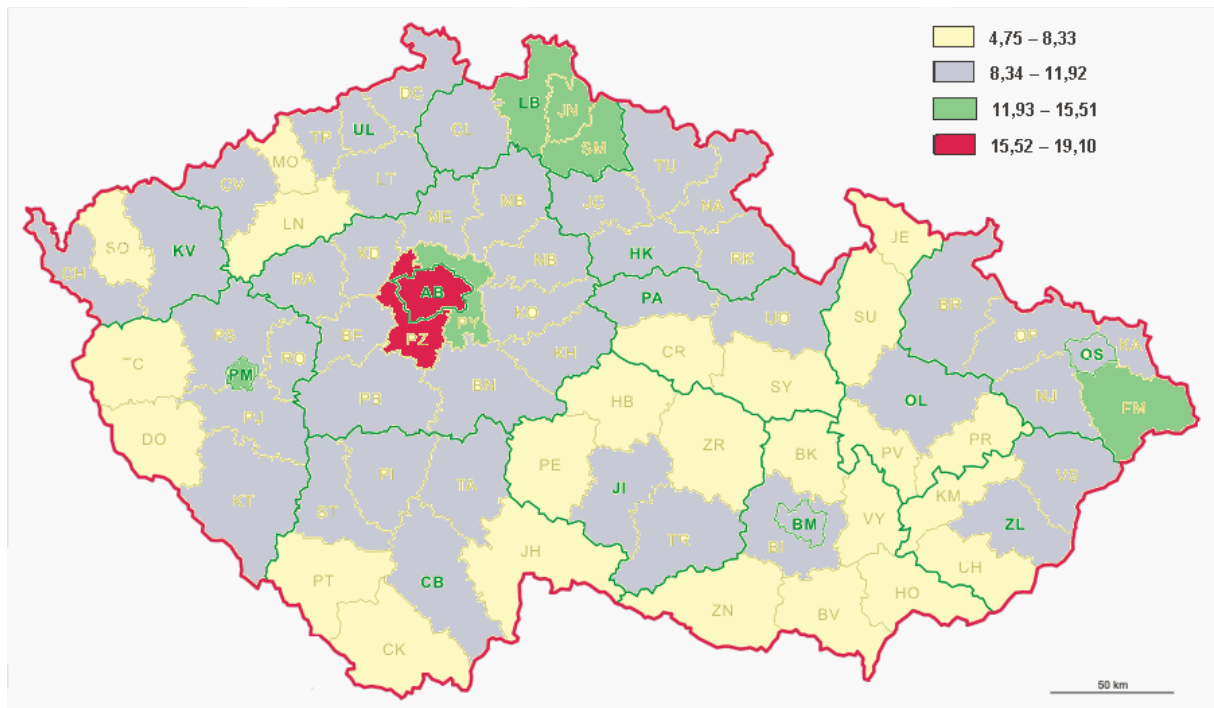 4,75 – 8,33
8,34 – 11,92
11,93 – 15,51
15,52 – 19,10
DC
LB
JN
UL
CL
TP
SM
MO
LT
TU
CV
MB
JC
NA
ME
LN
SO
KV
KD
NB
HK
RK
JE
CH
RA
AB
PA
KO
UO
BR
SU
PY
PS
BE
PZ
OP
KA
RO
KH
CR
OS
TC
PM
BN
SY
NJ
PB
HB
OL
FM
PJ
DO
ZR
PR
PE
BK
PV
PI
TA
VS
KT
JI
KM
ST
VY
BM
ZL
TR
BI
JH
UH
PT
CB
HO
ZN
BV
CK
50 km